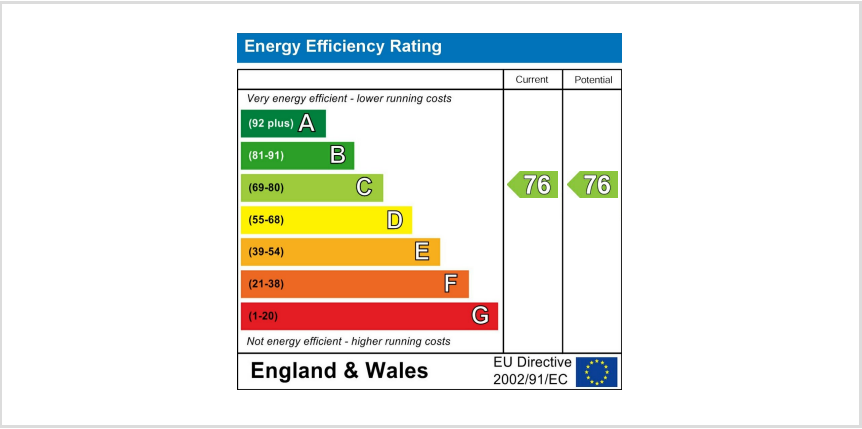 Energy Efficiency Rating
Current Potential
Very energy efficient - lower running costs
(92 plus) A
(81-91) B
(69-80) C 76 76
(55-68) D
(39-54) E
(21-38) F
(1-20) G
Not energy efficient - higher running costs
England & Wales
EU Directive
2002/91/EC